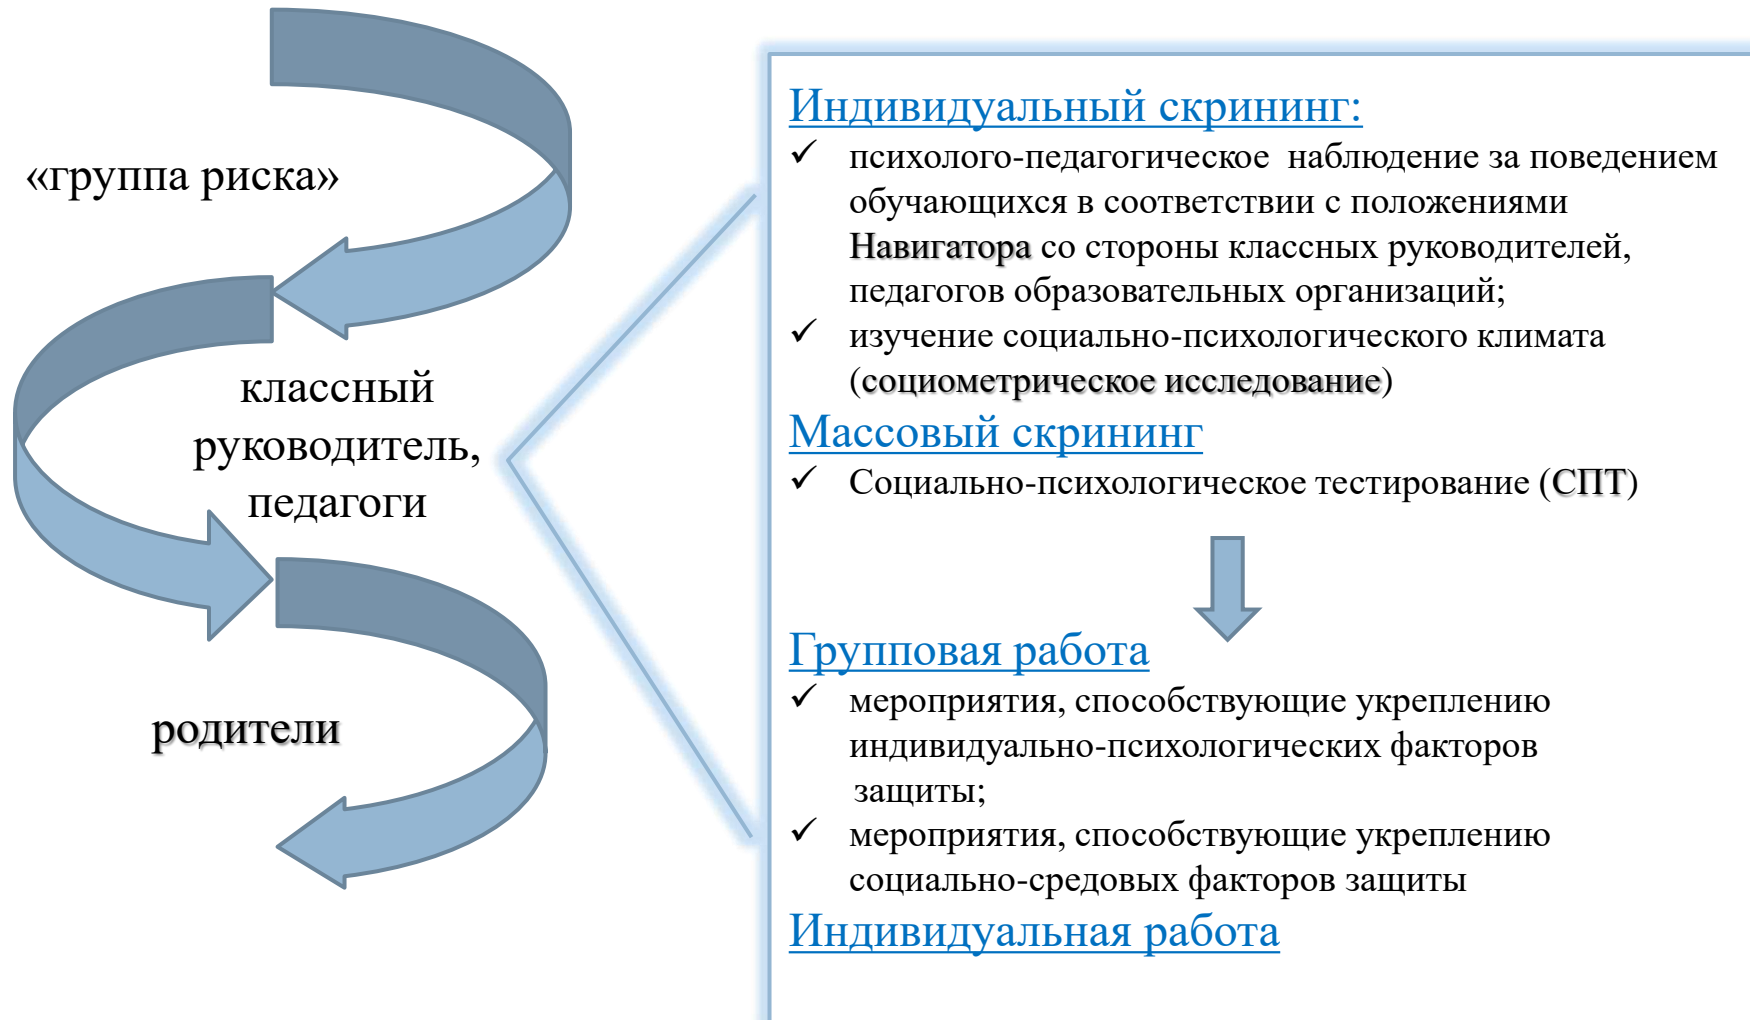 «группа риска»
классный
руководитель,
педагоги
родители
Индивидуальный скрининг:
✓ психолого-педагогическое наблюдение за поведением
обучающихся в соответствии с положениями
Навигатора со стороны классных руководителей,
педагогов образовательных организаций;
✓ изучение социально-психологического климата
(социометрическое исследование)
Массовый скрининг
✓ Социально-психологическое тестирование (СПТ)
Групповая работа
✓ мероприятия, способствующие укреплению
индивидуально-психологических факторов
защиты;
✓ мероприятия, способствующие укреплению
социально-средовых факторов защиты
Индивидуальная работа